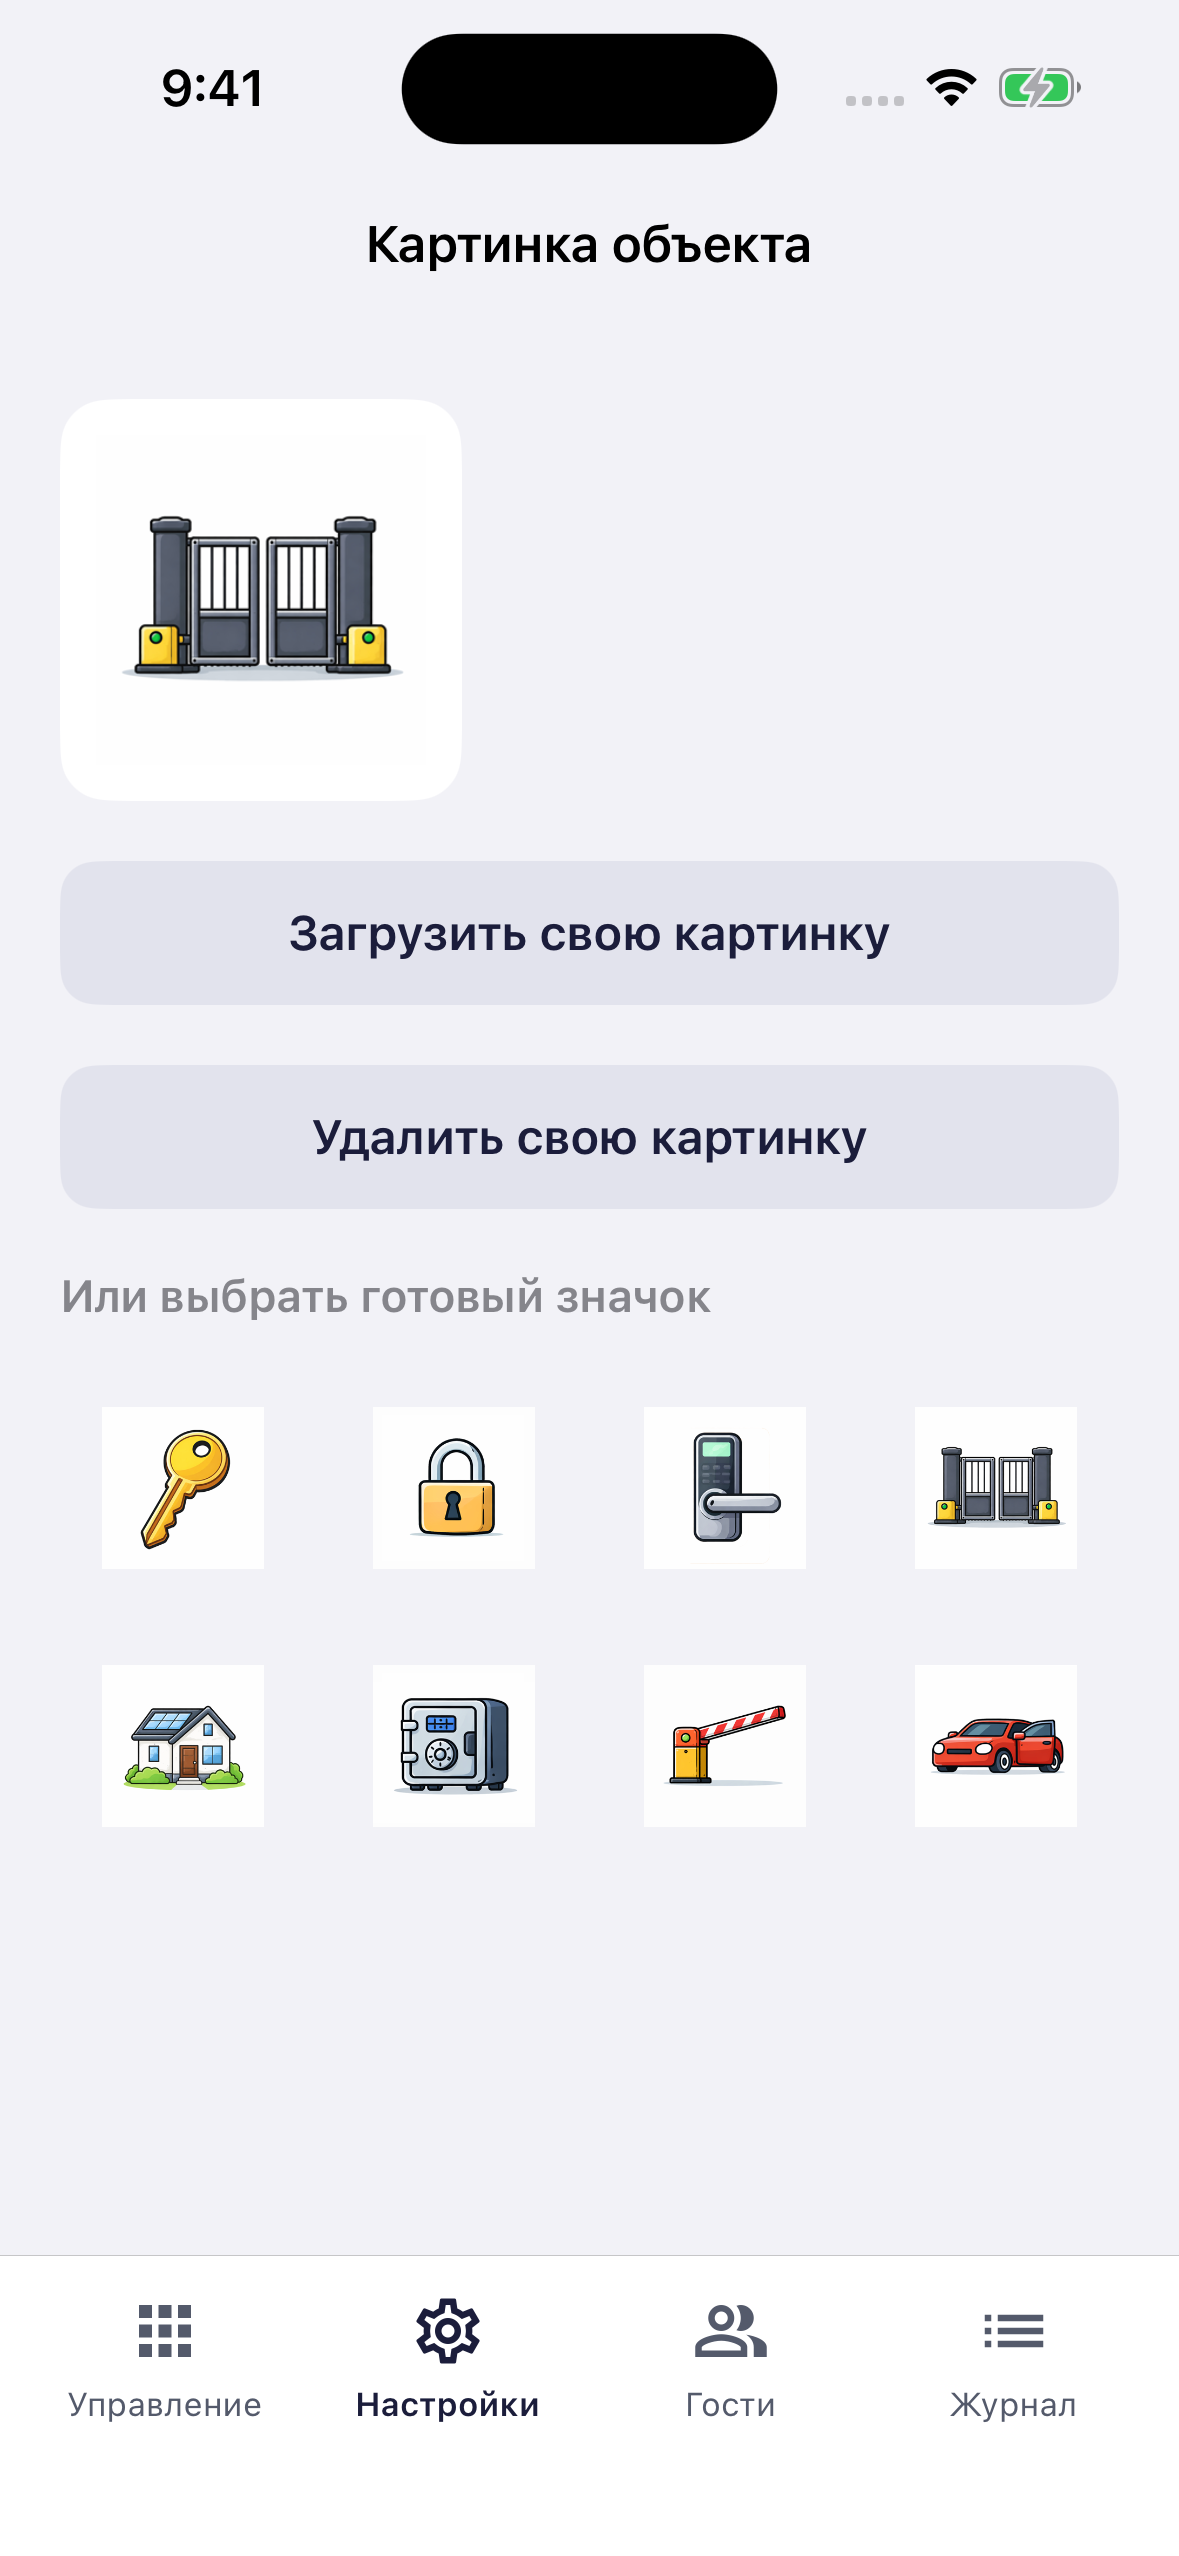 9:41
Картинка объекта
Загрузить свою картинку
Удалить свою картинку
Или выбрать готовый значок
Управление
Настройки
Гости
Журнал